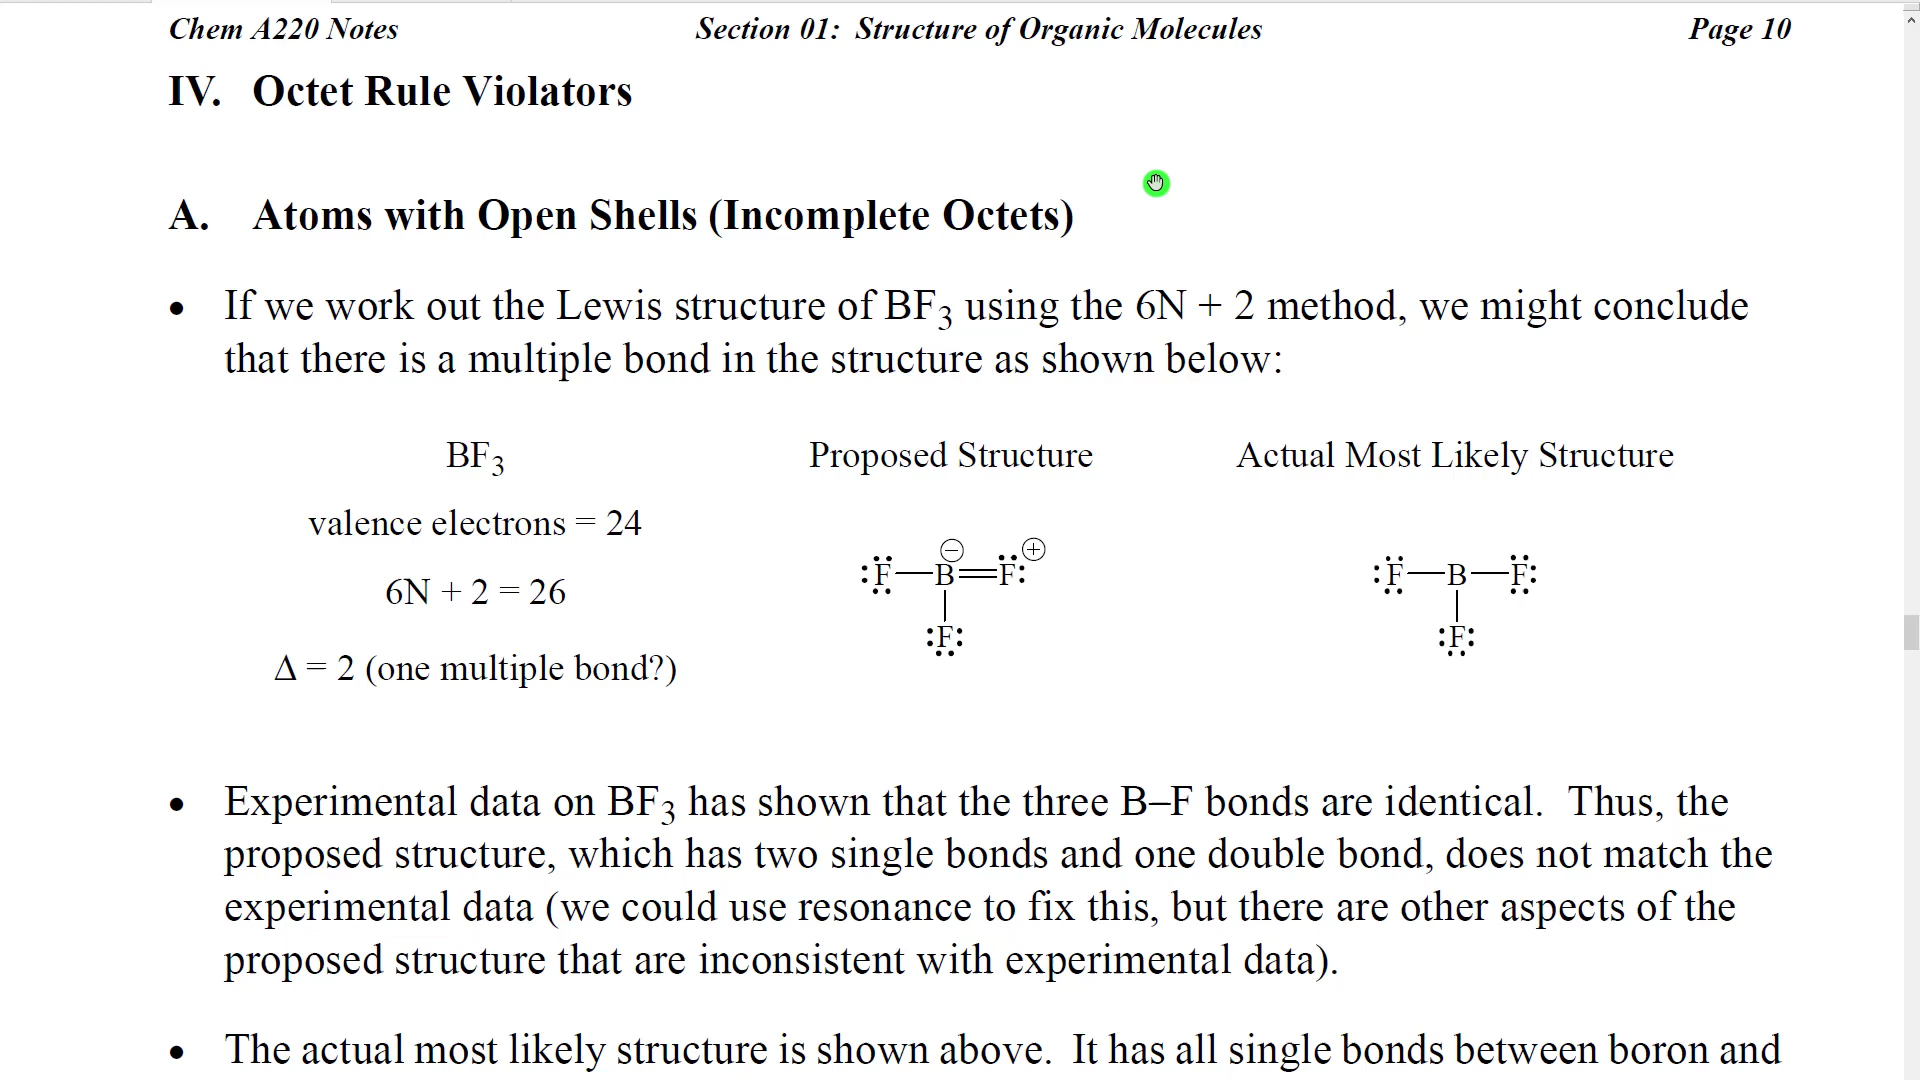 Chem A220 Notes Section 01: Structure of Organic Molecules Page 10
IV. Octet Rule Violators
A. Atoms with Open Shells (Incomplete Octets)
• If we work out the Lewis structure of BF3 using the 6N + 2 method, we might conclude
that there is a multiple bond in the structure as shown below:
BF3 Proposed Structure Actual Most Likely Structure
valence electrons = 24
6N + 2 = 26
Δ = 2 (one multiple bond?)
F B F
F
F B F
F
• Experimental data on BF3 has shown that the three B–F bonds are identical. Thus, the
proposed structure, which has two single bonds and one double bond, does not match the
experimental data (we could use resonance to fix this, but there are other aspects of the
proposed structure that are inconsistent with experimental data).
• The actual most likely structure is shown above. It has all single bonds between boron and